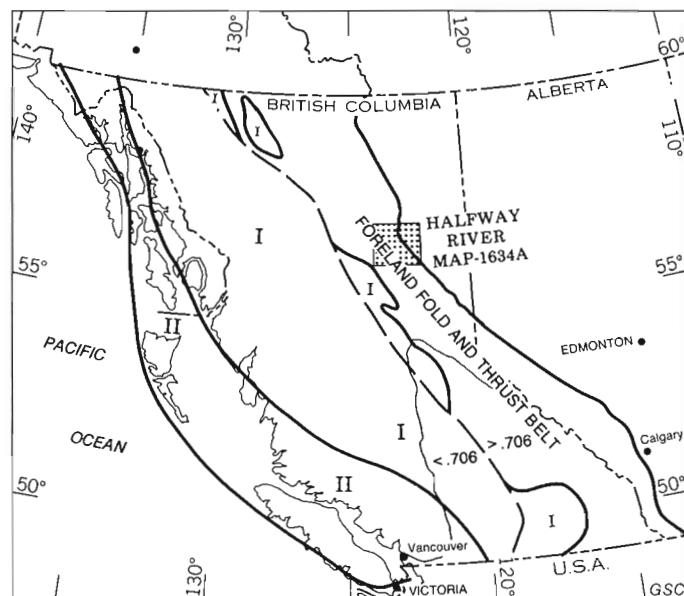 130°
120°
60°
BRITISH COLUMBIA
ALBERTA
I
I
140°
110°
HALFWAY
RIVER
MAP-1634A
I
FORELAND FOLD AND THRUST BELT
55°
55°
I
II
PACIFIC
EDMONTON
OCEAN
I
<.706
>.706
Calgary
50°
II
50°
I
Vancouver
U.S.A.
130°
VICTORIA
120°
GSC